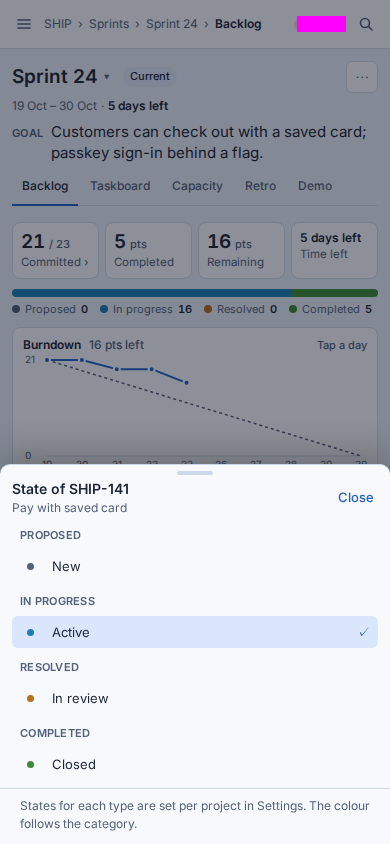 SHIP › Sprints › Sprint 24 › Backlog
Sprint 24 ▾ Current ...
19 Oct – 30 Oct · 5 days left
GOAL Customers can check out with a saved card;
passkey sign-in behind a flag.
Backlog Taskboard Capacity Retro Demo
21 / 23 5 pts 16 pts 5 days left
Committed › Completed Remaining Time left
Proposed 0 In progress 16 Resolved 0 Completed 5
Burndown 16 pts left Tap a day
21
0
State of SHIP-141
Pay with saved card
Close
PROPOSED
New
IN PROGRESS
Active ✓
RESOLVED
In review
COMPLETED
Closed
States for each type are set per project in Settings. The colour
follows the category.